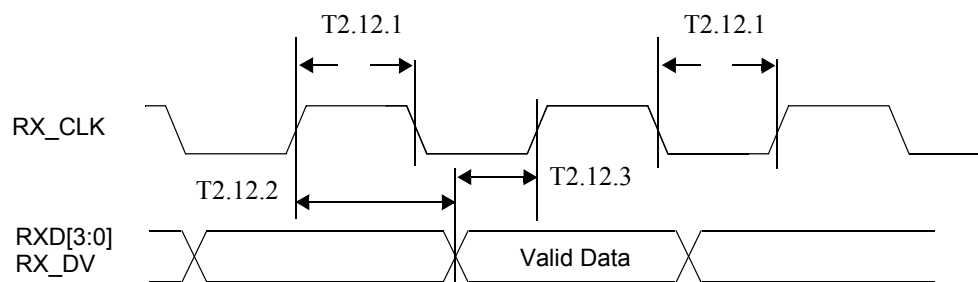 T2.12.1 T2.12.1
RX_CLK
T2.12.3
T2.12.2
RXD[3:0]
RX_DV
Valid Data